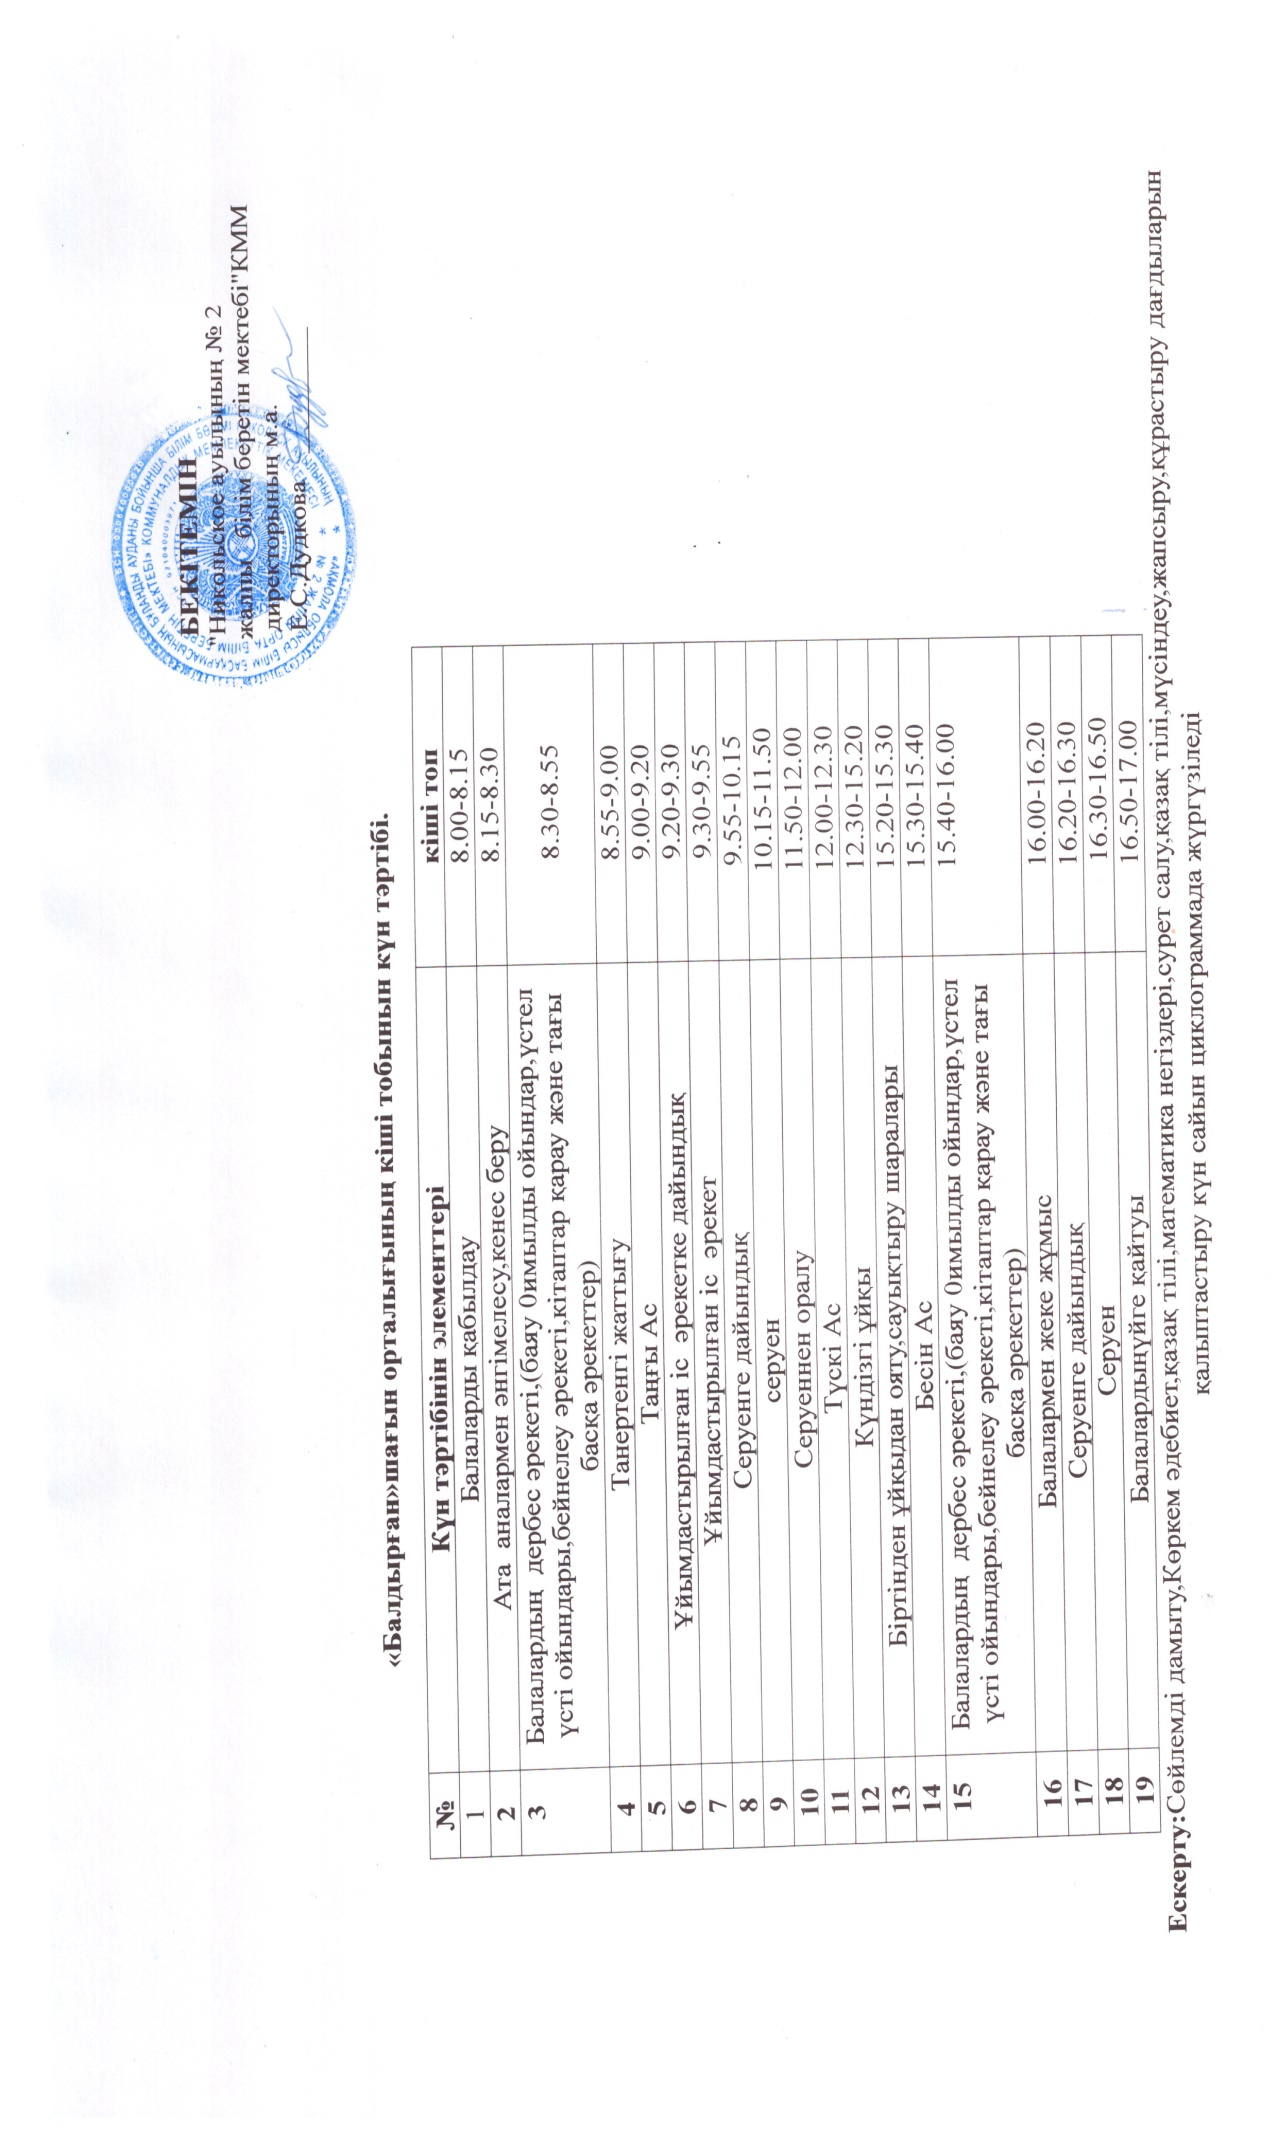 БЕКІТЕМІН
"Никольское ауылының № 2
жалпы білім беретін мектебі"КММ
директорынын м.а.
Е.С.Дудкова
«Балдырған»шағын орталығының кіші тобынын күн тәртібі.
№ Күн тәртібінін элементтері кіші топ
1 Балаларды қабылдау 8.00-8.15
2 Ата аналармен әнгімелесу,кенес беру 8.15-8.30
3 Балалардың дербес әрекеті,(баяу 0имылды ойындар,үстел 8.30-8.55
үсті ойындары,бейнелеу әрекеті,кітаптар қарау және тағы
басқа әрекеттер)
4 Танертенгі жаттығу 8.55-9.00
5 Таңғы Ас 9.00-9.20
6 Ұйымдастырылған іс әрекетке дайындық 9.20-9.30
7 Ұйымдастырылған іс әрекет 9.30-9.55
8 Серуенге дайындық 9.55-10.15
9 серуен 10.15-11.50
10 Серуеннен оралу 11.50-12.00
11 Түскі Ас 12.00-12.30
12 Күндізгі ұйқы 12.30-15.20
13 Біртінден ұйқыдан ояту,сауықтыру шаралары 15.20-15.30
14 Бесін Ас 15.30-15.40
15 Балалардың дербес әрекеті,(баяу 0имылды ойындар,үстел 15.40-16.00
үсті ойындары,бейнелеу әрекеті,кітаптар қарау және тағы
басқа әрекеттер)
16 Балалармен жеке жұмыс 16.00-16.20
17 Серуенге дайындык 16.20-16.30
18 Серуен 16.30-16.50
19 Балалардыңүйге қайтуы 16.50-17.00
Ескерту:Сөйлемді дамыту,Көркем әдебиет,қазақ тілі,математика негіздері,сурет салу,казак тілі,мүсіндеу,жапсыру,құрастыру дағдыларын
қалыптастыру күн сайын циклограммада жүргүзіледі